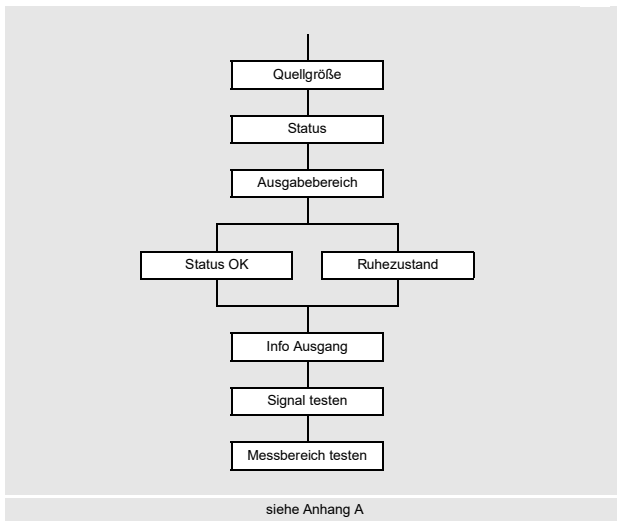 Quellgröße
Status
Ausgabebereich
Status OK
Ruhezustand
Info Ausgang
Signal testen
Messbereich testen
siehe Anhang A